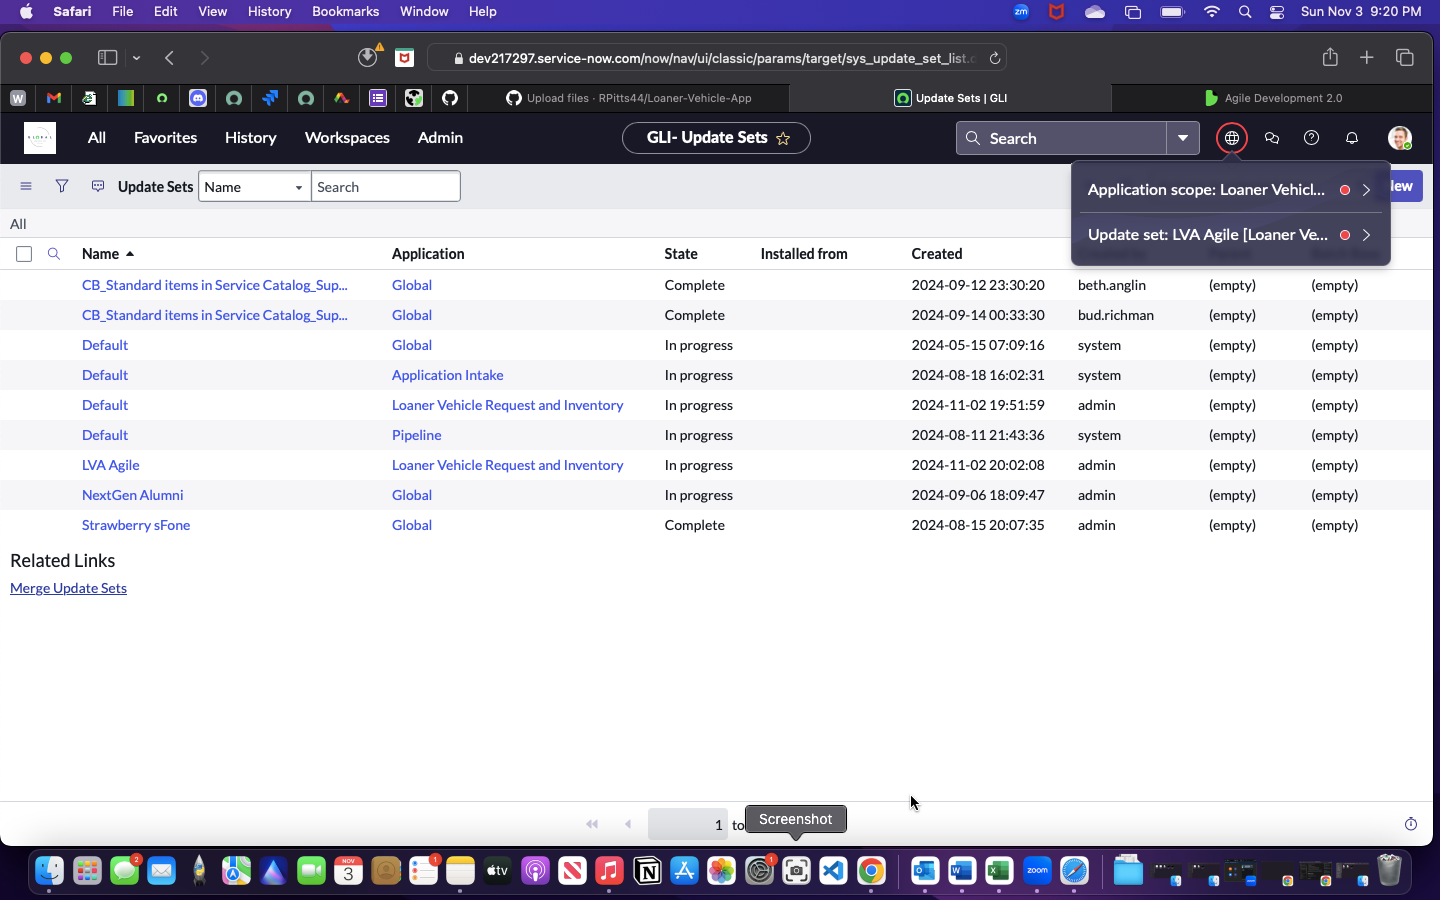 Safari File Edit View History Bookmarks Window Help zm Sun Nov 3 9:20 PM
dev217297.service-now.com/now/nav/ui/classic/params/target/sys_update_set_list.c
W Upload files · RPitts44/Loaner-Vehicle-App Update Sets | GLI Agile Development 2.0
All Favorites History Workspaces Admin GLI- Update Sets Search
Update Sets Name Search
Application scope: Loaner Vehicl...
Update set: LVA Agile [Loaner Ve...
All
Name Application State Installed from Created
CB_Standard items in Service Catalog_Sup... Global Complete 2024-09-12 23:30:20 beth.anglin (empty) (empty)
CB_Standard items in Service Catalog_Sup... Global Complete 2024-09-14 00:33:30 bud.richman (empty) (empty)
Default Global In progress 2024-05-15 07:09:16 system (empty) (empty)
Default Application Intake In progress 2024-08-18 16:02:31 system (empty) (empty)
Default Loaner Vehicle Request and Inventory In progress 2024-11-02 19:51:59 admin (empty) (empty)
Default Pipeline In progress 2024-08-11 21:43:36 system (empty) (empty)
LVA Agile Loaner Vehicle Request and Inventory In progress 2024-11-02 20:02:08 admin (empty) (empty)
NextGen Alumni Global In progress 2024-09-06 18:09:47 admin (empty) (empty)
Strawberry sFone Global Complete 2024-08-15 20:07:35 admin (empty) (empty)
Related Links
Merge Update Sets
1 to
Screenshot
2 NOV 3 1 tv 1 zoom